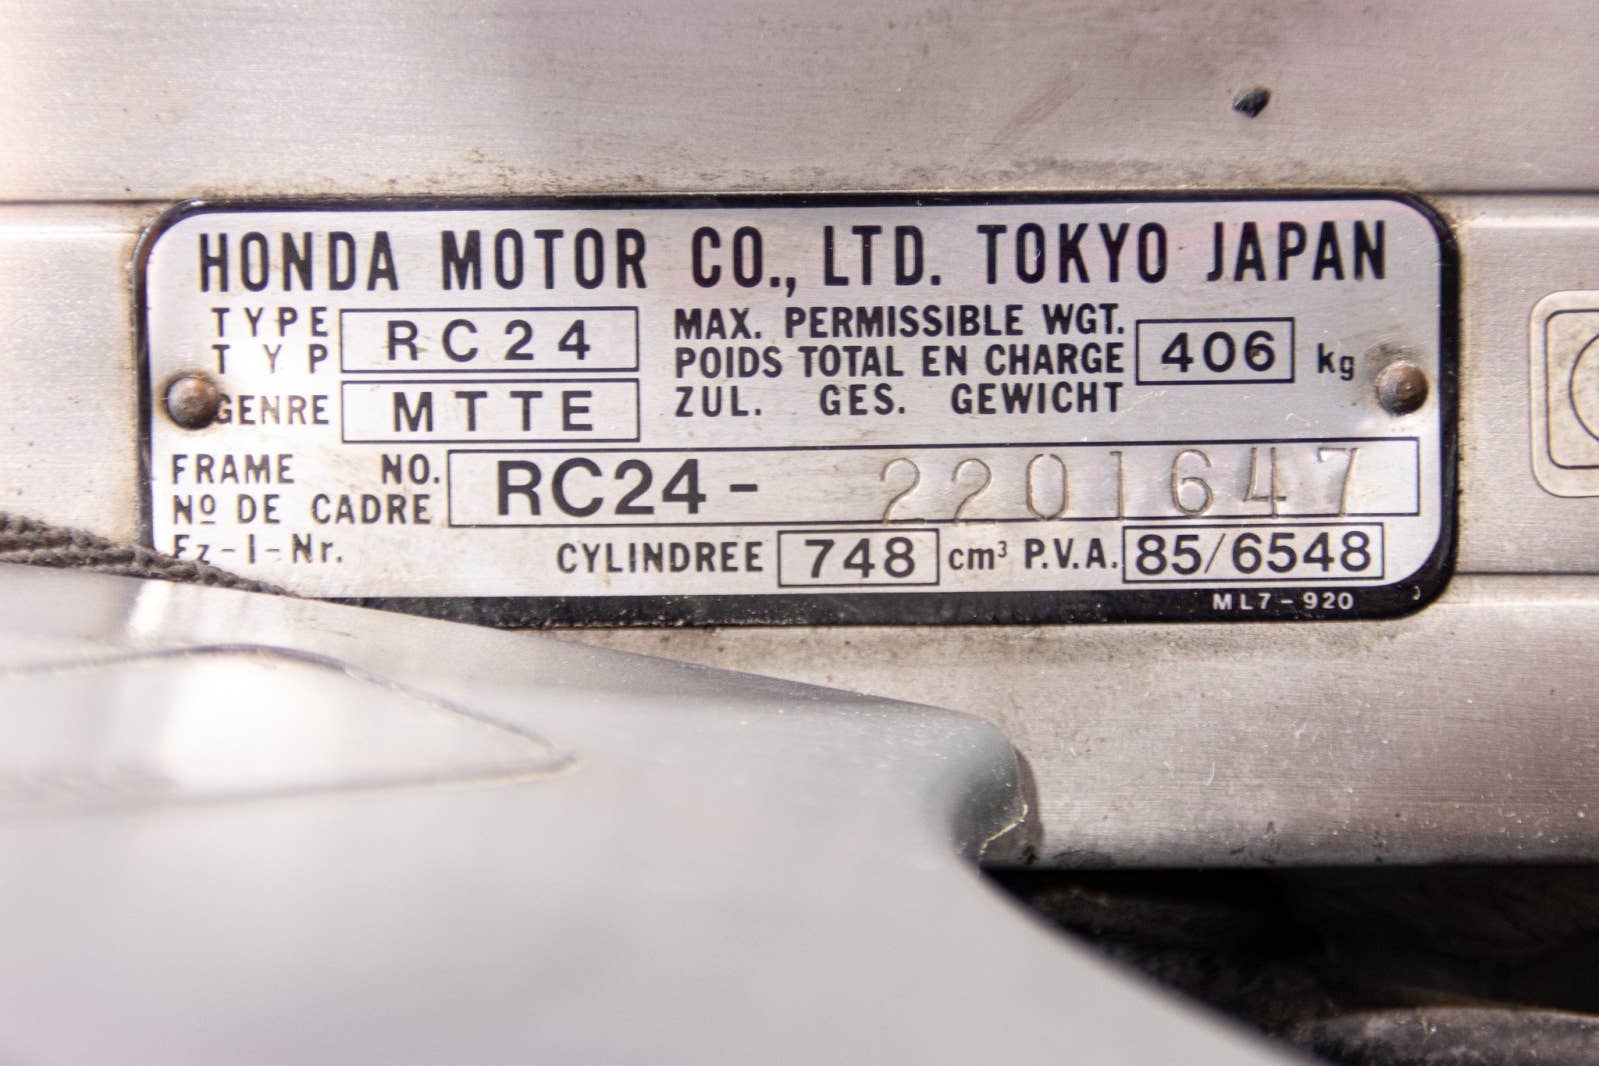 HONDA MOTOR CO., LTD. TOKYO JAPAN
TYPE
TYP
RC24
GENRE
MTTE
MAX. PERMISSIBLE WGT.
POIDS TOTAL EN CHARGE
ZUL. GES. GEWICHT
406 kg
FRAME NO.
Nº DE CADRE
Fz-I-Nr.
RC24- 2201647
CYLINDREE 748 cm³ P.V.A. 85/6548
ML7-920